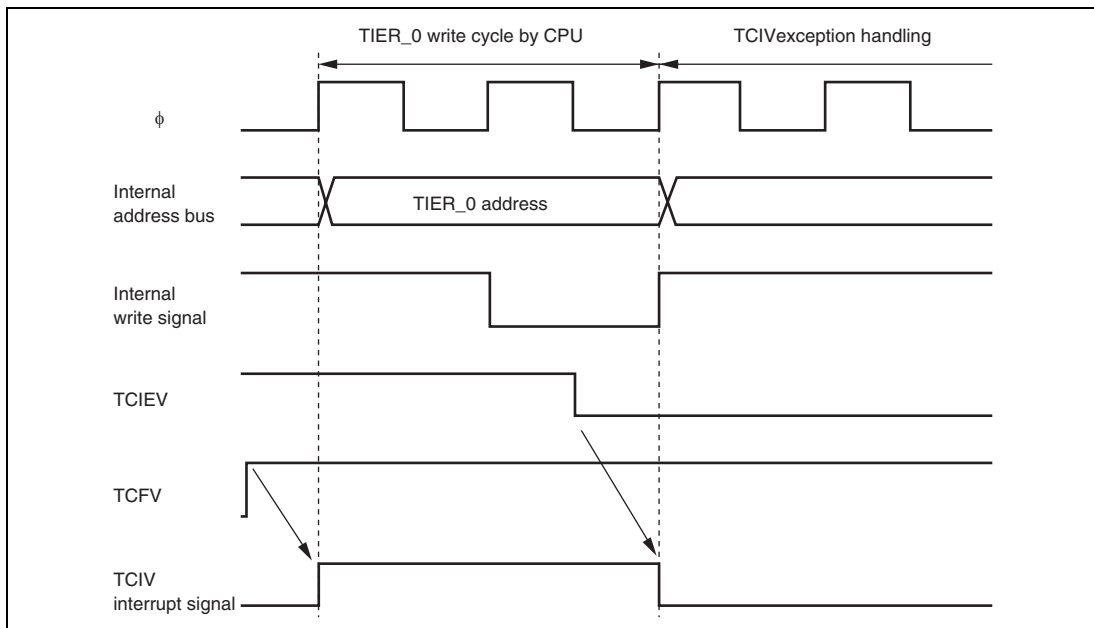 TIER_0 write cycle by CPU
TCIVexception handling
ϕ
Internal
address bus
TIER_0 address
Internal
write signal
TCIEV
TCFV
TCIV
interrupt signal